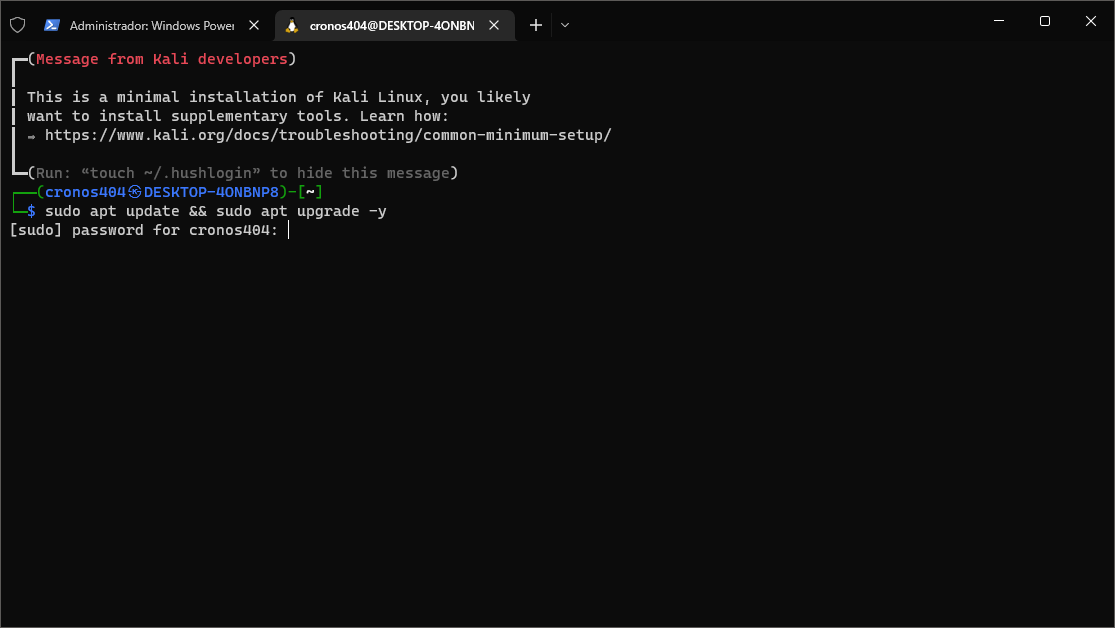 Administrador: Windows Power
cronos404@DESKTOP-4ONBN
(Message from Kali developers)
This is a minimal installation of Kali Linux, you likely
want to install supplementary tools. Learn how:
⇒ https://www.kali.org/docs/troubleshooting/common-minimum-setup/
(Run: “touch ~/.hushlogin” to hide this message)
(cronos404㉿DESKTOP-4ONBNP8)-[~]
$ sudo apt update && sudo apt upgrade -y
[sudo] password for cronos404: